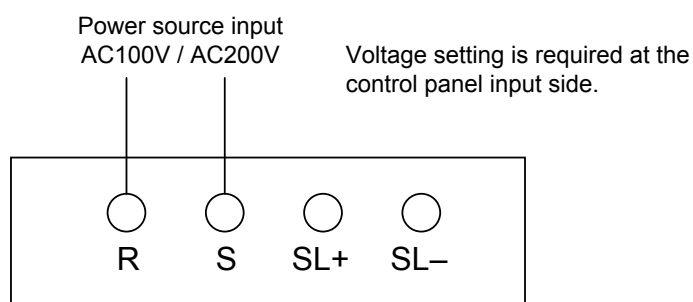 Power source input
AC100V / AC200V
Voltage setting is required at the
control panel input side.
R S SL+ SL–